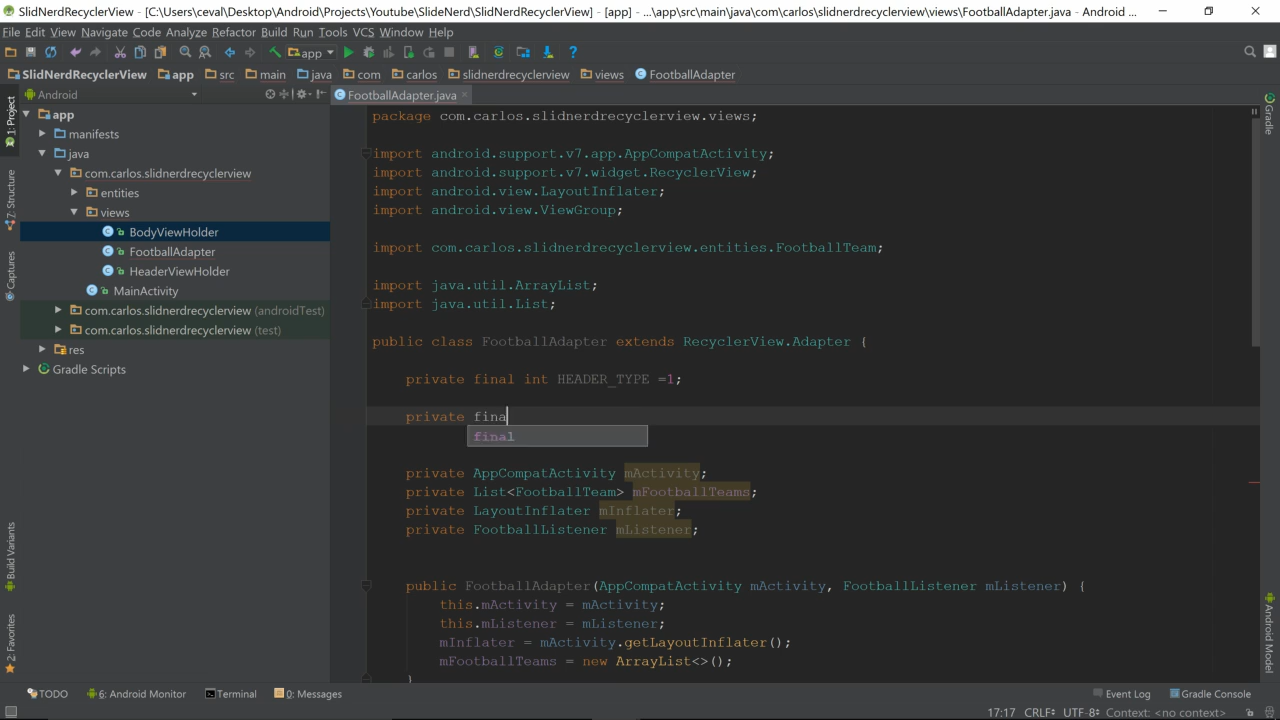 SlidNerdRecyclerView - [C:\Users\ceval\Desktop\Android\Projects\Youtube\SlideNerd\SlidNerdRecyclerView] - [app] - ...\app\src\main\java\com\carlos\slidnerdrecyclerview\views\FootballAdapter.java - Android ...
File Edit View Navigate Code Analyze Refactor Build Run Tools VCS Window Help
app
SlidNerdRecyclerView app src main java com carlos slidnerdrecyclerview views FootballAdapter
Android
FootballAdapter.java
1: Project
Z: Structure
Captures
Build Variants
2: Favorites
app
manifests
java
com.carlos.slidnerdrecyclerview
entities
views
BodyViewHolder
FootballAdapter
HeaderViewHolder
MainActivity
com.carlos.slidnerdrecyclerview (androidTest)
com.carlos.slidnerdrecyclerview (test)
res
Gradle Scripts
package com.carlos.slidnerdrecyclerview.views;
import android.support.v7.app.AppCompatActivity;
import android.support.v7.widget.RecyclerView;
import android.view.LayoutInflater;
import android.view.ViewGroup;
import com.carlos.slidnerdrecyclerview.entities.FootballTeam;
import java.util.ArrayList;
import java.util.List;
public class FootballAdapter extends RecyclerView.Adapter {
private final int HEADER_TYPE =1;
private fina
final
private AppCompatActivity mActivity;
private List<FootballTeam> mFootballTeams;
private LayoutInflater mInflater;
private FootballListener mListener;
public FootballAdapter(AppCompatActivity mActivity, FootballListener mListener) {
this.mActivity = mActivity;
this.mListener = mListener;
mInflater = mActivity.getLayoutInflater();
mFootballTeams = new ArrayList<>();
}
Gradle
Android Model
TODO 6: Android Monitor Terminal 0: Messages Event Log Gradle Console
17:17 CRLF UTF-8 Context: <no context>